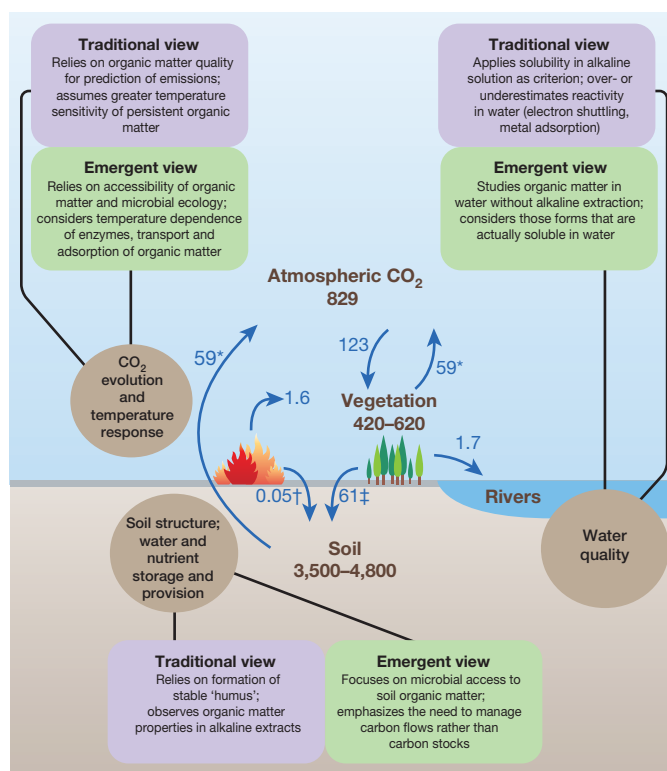 Traditional view
Relies on organic matter quality
for prediction of emissions;
assumes greater temperature
sensitivity of persistent organic
matter
Emergent view
Relies on accessibility of organic
matter and microbial ecology;
considers temperature dependence
of enzymes, transport and
adsorption of organic matter
Traditional view
Applies solubility in alkaline
solution as criterion; over- or
underestimates reactivity
in water (electron shuttling,
metal adsorption)
Emergent view
Studies organic matter in
water without alkaline extraction;
considers those forms that are
actually soluble in water
Atmospheric CO₂
829
CO₂
evolution
and
temperature
response
59*
1.6
123
59*
Vegetation
420–620
1.7
0.05†
61‡
Rivers
Soil
3,500–4,800
Soil structure;
water and
nutrient
storage and
provision
Water
quality
Traditional view
Relies on formation of
stable ‘humus’;
observes organic matter
properties in alkaline extracts
Emergent view
Focuses on microbial access to
soil organic matter;
emphasizes the need to manage
carbon flows rather than
carbon stocks